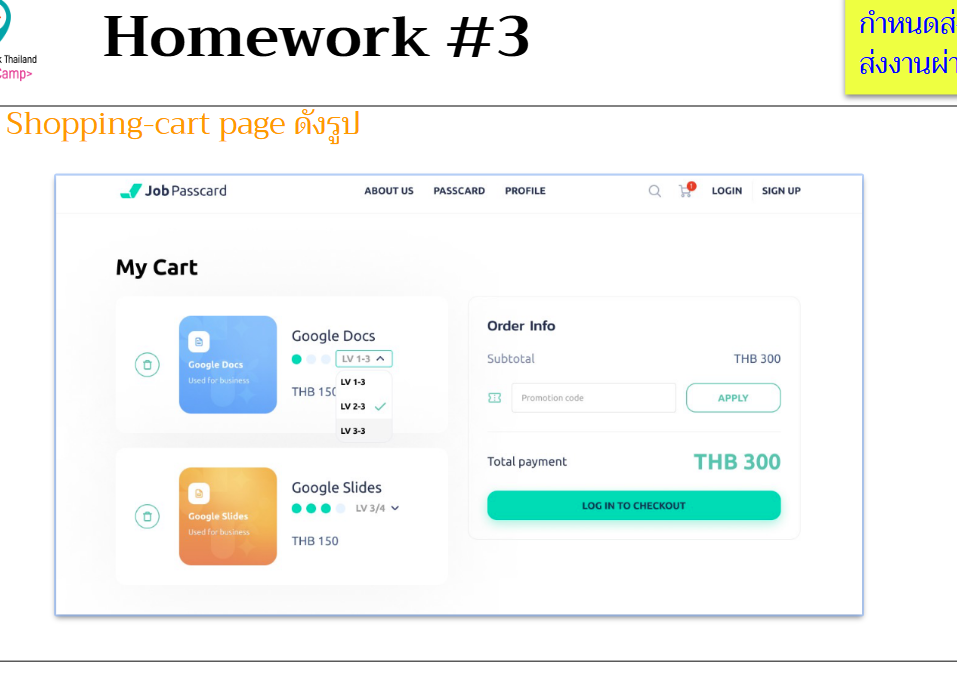 Homework #3
กำหนดส่
ส่งงานผ่า
k Thailand
Camp>
Shopping-cart page ดังรูป
Job Passcard
ABOUT US PASSCARD PROFILE
1
LOGIN SIGN UP
My Cart
Google Docs
Used for business
Google Docs
LV 1-3
THB 150
LV 1-3
LV 2-3
LV 3-3
Google Slides
Used for business
Google Slides
LV 3/4
THB 150
Order Info
Subtotal THB 300
Promotion code APPLY
Total payment THB 300
LOG IN TO CHECKOUT